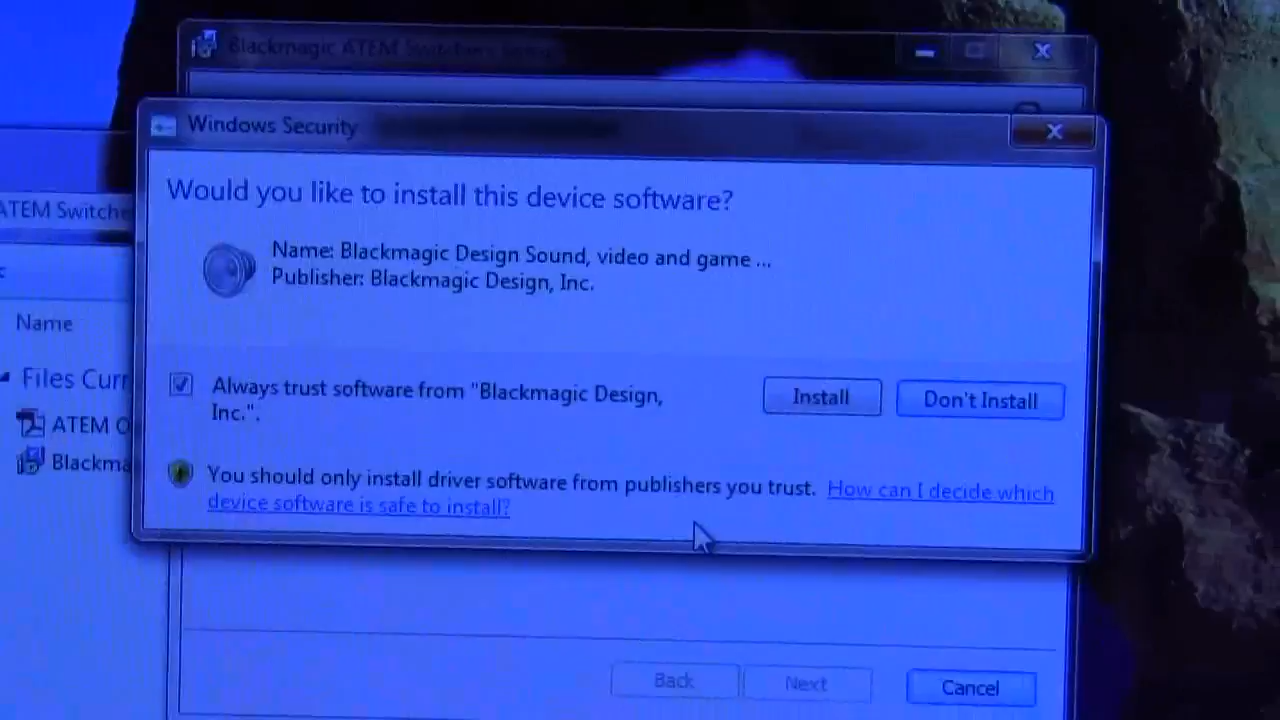 Blackmagic ATEM Switchers
Windows Security
Would you like to install this device software?
Name: Blackmagic Design Sound, video and game ...
Publisher: Blackmagic Design, Inc.
Always trust software from "Blackmagic Design,
Inc.".
Install
Don't Install
You should only install driver software from publishers you trust. How can I decide which
device software is safe to install?
ATEM Switche
Name
Files Curr
ATEM O
Blackma
Back
Next
Cancel